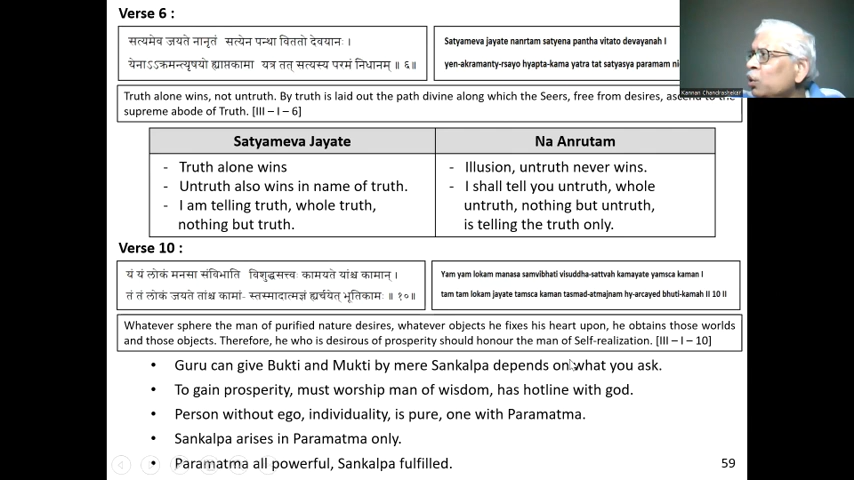 Verse 6 :
सत्यमेव जयते नानृतं सत्येन पन्था विततो देवयानः ।
येनाऽऽक्रमन्त्यृषयो ह्याप्तकामा यत्र तत् सत्यस्य परमं निधानम् ॥ ६॥
Satyameva jayate nanrtam satyena pantha vitato devayanah I
yen-akramanty-rsayo hyapta-kama yatra tat satyasya paramam
Kannan Chandrashekar
Truth alone wins, not untruth. By truth is laid out the path divine along which the Seers, free from desires,
supreme abode of Truth. [III – I – 6]
Satyameva Jayate
Na Anrutam
- Truth alone wins
- Untruth also wins in name of truth.
- I am telling truth, whole truth,
nothing but truth.
- Illusion, untruth never wins.
- I shall tell you untruth, whole
untruth, nothing but untruth,
is telling the truth only.
Verse 10 :
यं यं लोकं मनसा संविभाति विशुद्धसत्त्वः कामयते यांश्च कामान् ।
तं तं लोकं जयते तांश्च कामां- स्तस्मादात्मज्ञं ह्यर्चयेत् भूतिकामः ॥ १०॥
Yam yam lokam manasa samvibhati visuddha-sattvah kamayate yamsca kaman I
tam tam lokam jayate tamsca kaman tasmad-atmajnam hy-arcayed bhuti-kamah II 10 II
Whatever sphere the man of purified nature desires, whatever objects he fixes his heart upon, he obtains those worlds
and those objects. Therefore, he who is desirous of prosperity should honour the man of Self-realization. [III – I – 10]
• Guru can give Bukti and Mukti by mere Sankalpa depends on what you ask.
• To gain prosperity, must worship man of wisdom, has hotline with god.
• Person without ego, individuality, is pure, one with Paramatma.
• Sankalpa arises in Paramatma only.
• Paramatma all powerful, Sankalpa fulfilled.
59